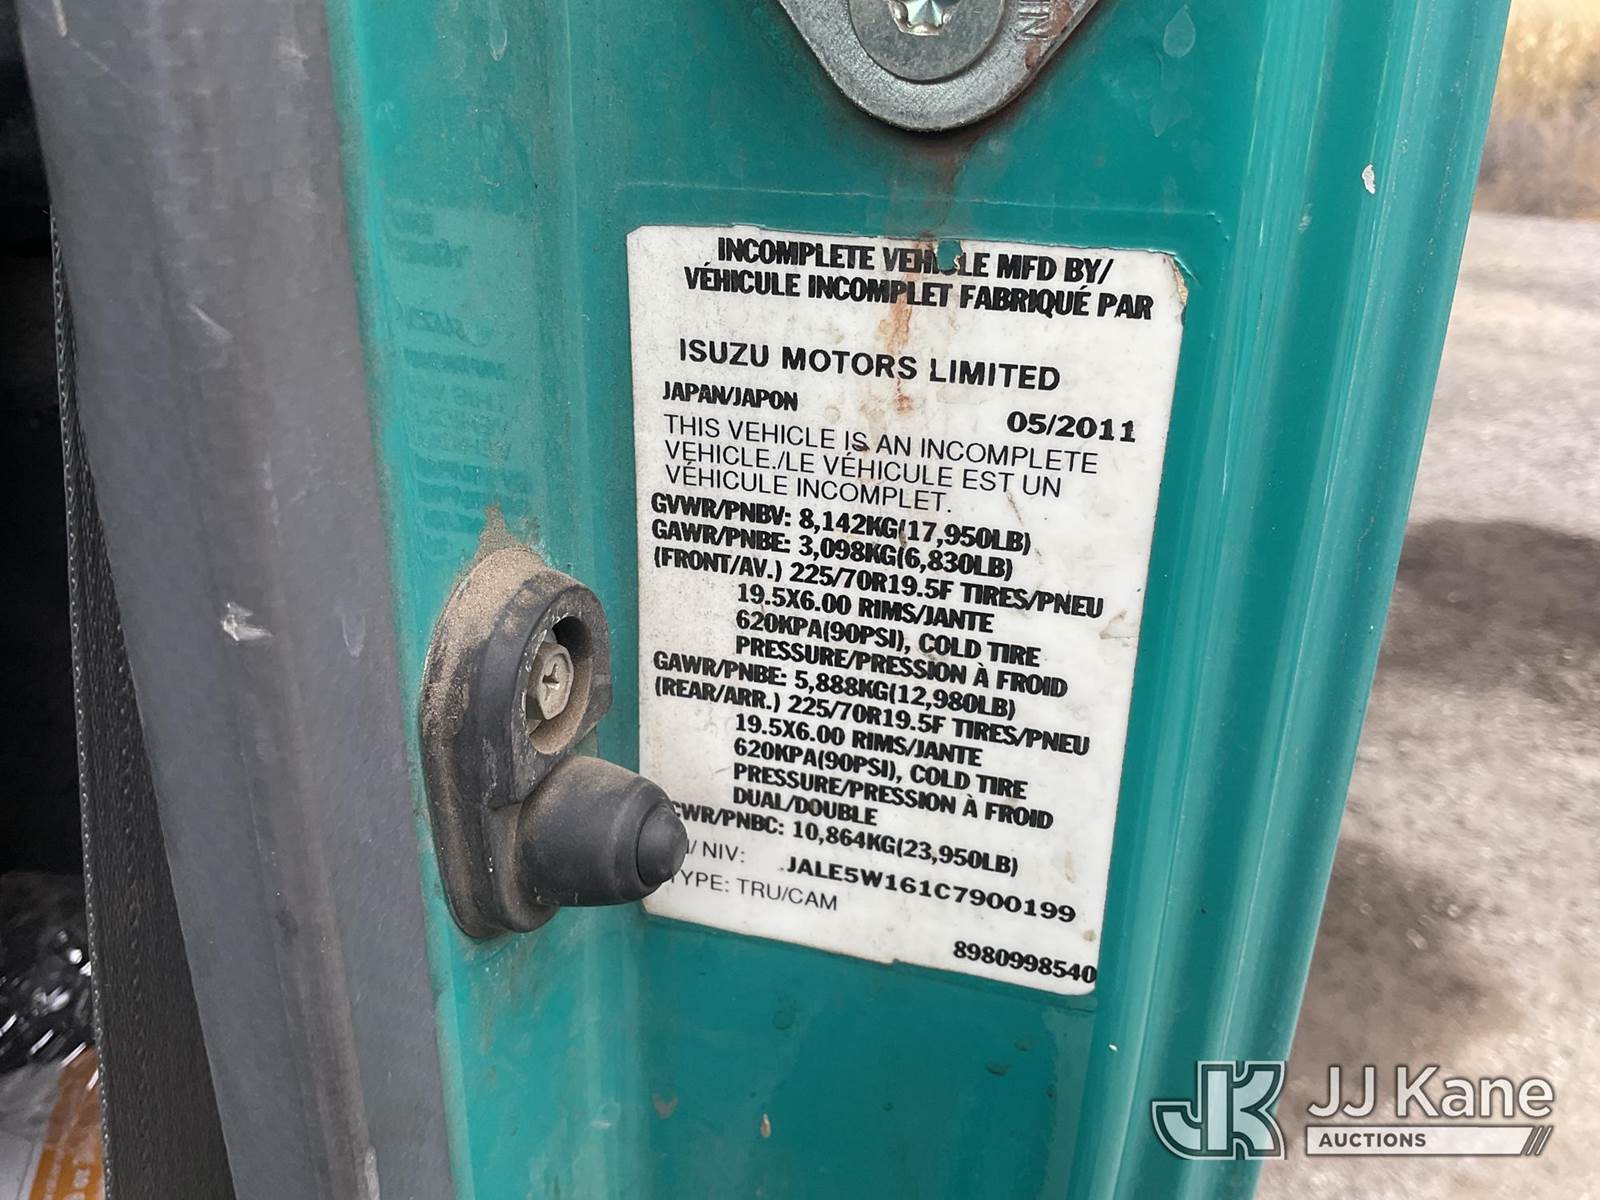 INCOMPLETE VEHICLE MFD BY/
VÉHICULE INCOMPLET FABRIQUÉ PAR
ISUZU MOTORS LIMITED
JAPAN/JAPON
05/2011
THIS VEHICLE IS AN INCOMPLETE
VEHICLE./LE VÉHICULE EST UN
VÉHICULE INCOMPLET.
GVWR/PNBV: 8,142KG(17,950LB)
GAWR/PNBE: 3,098KG(6,830LB)
(FRONT/AV.) 225/70R19.5F TIRES/PNEU
19.5X6.00 RIMS/JANTE
620KPA(90PSI), COLD TIRE
PRESSURE/PRESSION À FROID
GAWR/PNBE: 5,888KG(12,980LB)
(REAR/ARR.) 225/70R19.5F TIRES/PNEU
19.5X6.00 RIMS/JANTE
620KPA(90PSI), COLD TIRE
PRESSURE/PRESSION À FROID
DUAL/DOUBLE
CWR/PNBC: 10,864KG(23,950LB)
/ NIV: JALE5W161C7900199
YPE: TRU/CAM
8980998540
JK JJ Kane
AUCTIONS